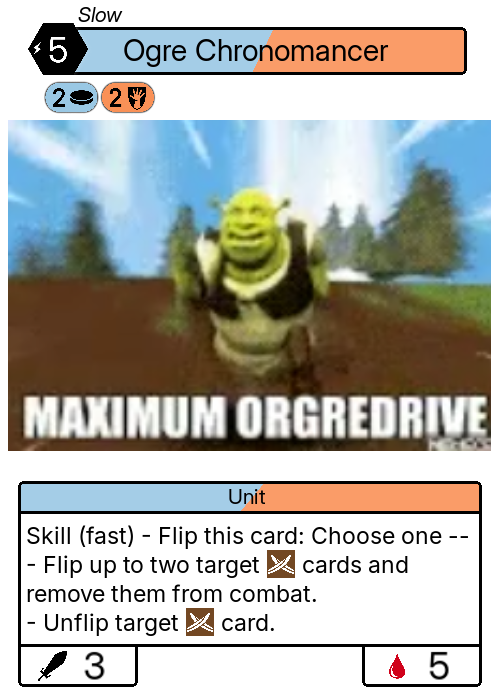 Slow
5 Ogre Chronomancer
2 2
MAXIMUM ORGREDRIVE
Unit
Skill (fast) - Flip this card: Choose one --
- Flip up to two target cards and
remove them from combat.
- Unflip target card.
3 5